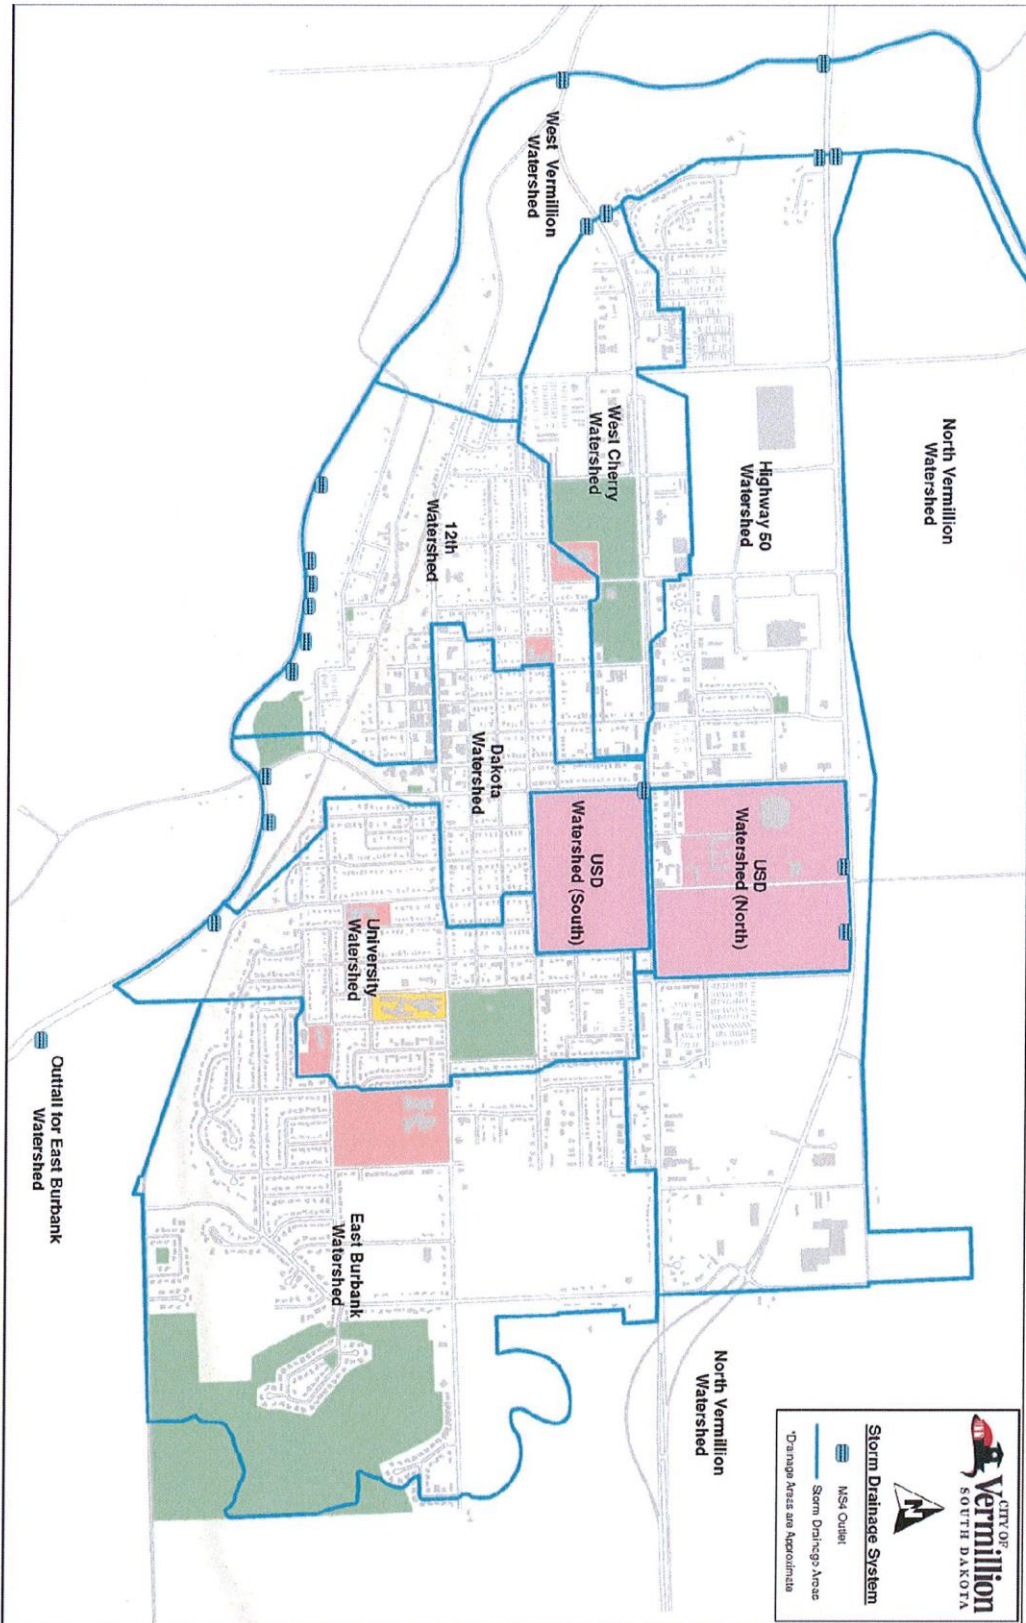 CITY OF
Vermillion
SOUTH DAKOTA
N
Storm Drainage System
MS4 Outlet
Storm Drainage Areas
*Drainage Areas are Approximate
North Vermillion
Watershed
Highway 50
Watershed
West Vermillion
Watershed
West Cherry
Watershed
12th
Watershed
Dakota
Watershed
USD
Watershed (North)
USD
Watershed (South)
University
Watershed
East Burbank
Watershed
North Vermillion
Watershed
Outfall for East Burbank
Watershed